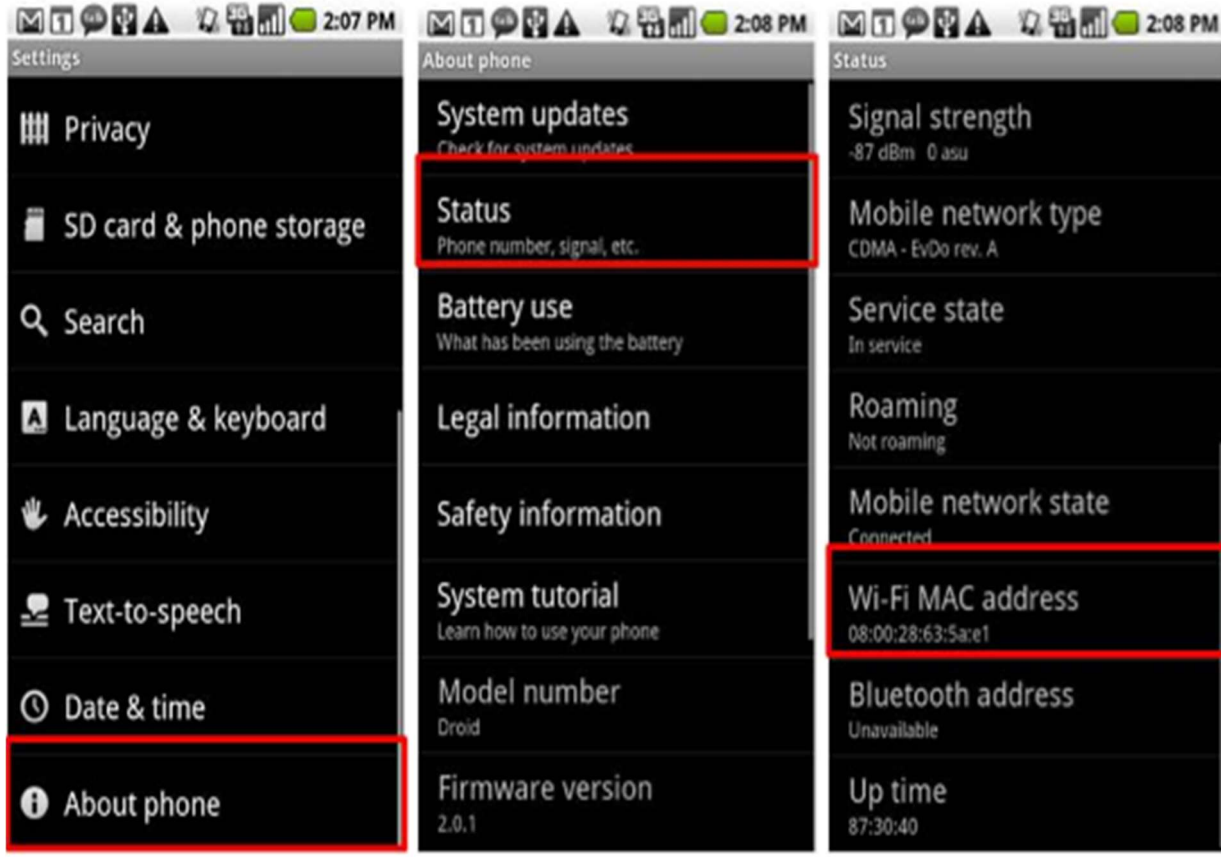 2:07 PM
Settings
Privacy
SD card & phone storage
Search
Language & keyboard
Accessibility
Text-to-speech
Date & time
About phone
2:08 PM
About phone
System updates
Check for system updates
Status
Phone number, signal, etc.
Battery use
What has been using the battery
Legal information
Safety information
System tutorial
Learn how to use your phone
Model number
Droid
Firmware version
2.0.1
2:08 PM
Status
Signal strength
-87 dBm 0 asu
Mobile network type
CDMA - EvDo rev. A
Service state
In service
Roaming
Not roaming
Mobile network state
Connected
Wi-Fi MAC address
08:00:28:63:5a:e1
Bluetooth address
Unavailable
Up time
87:30:40